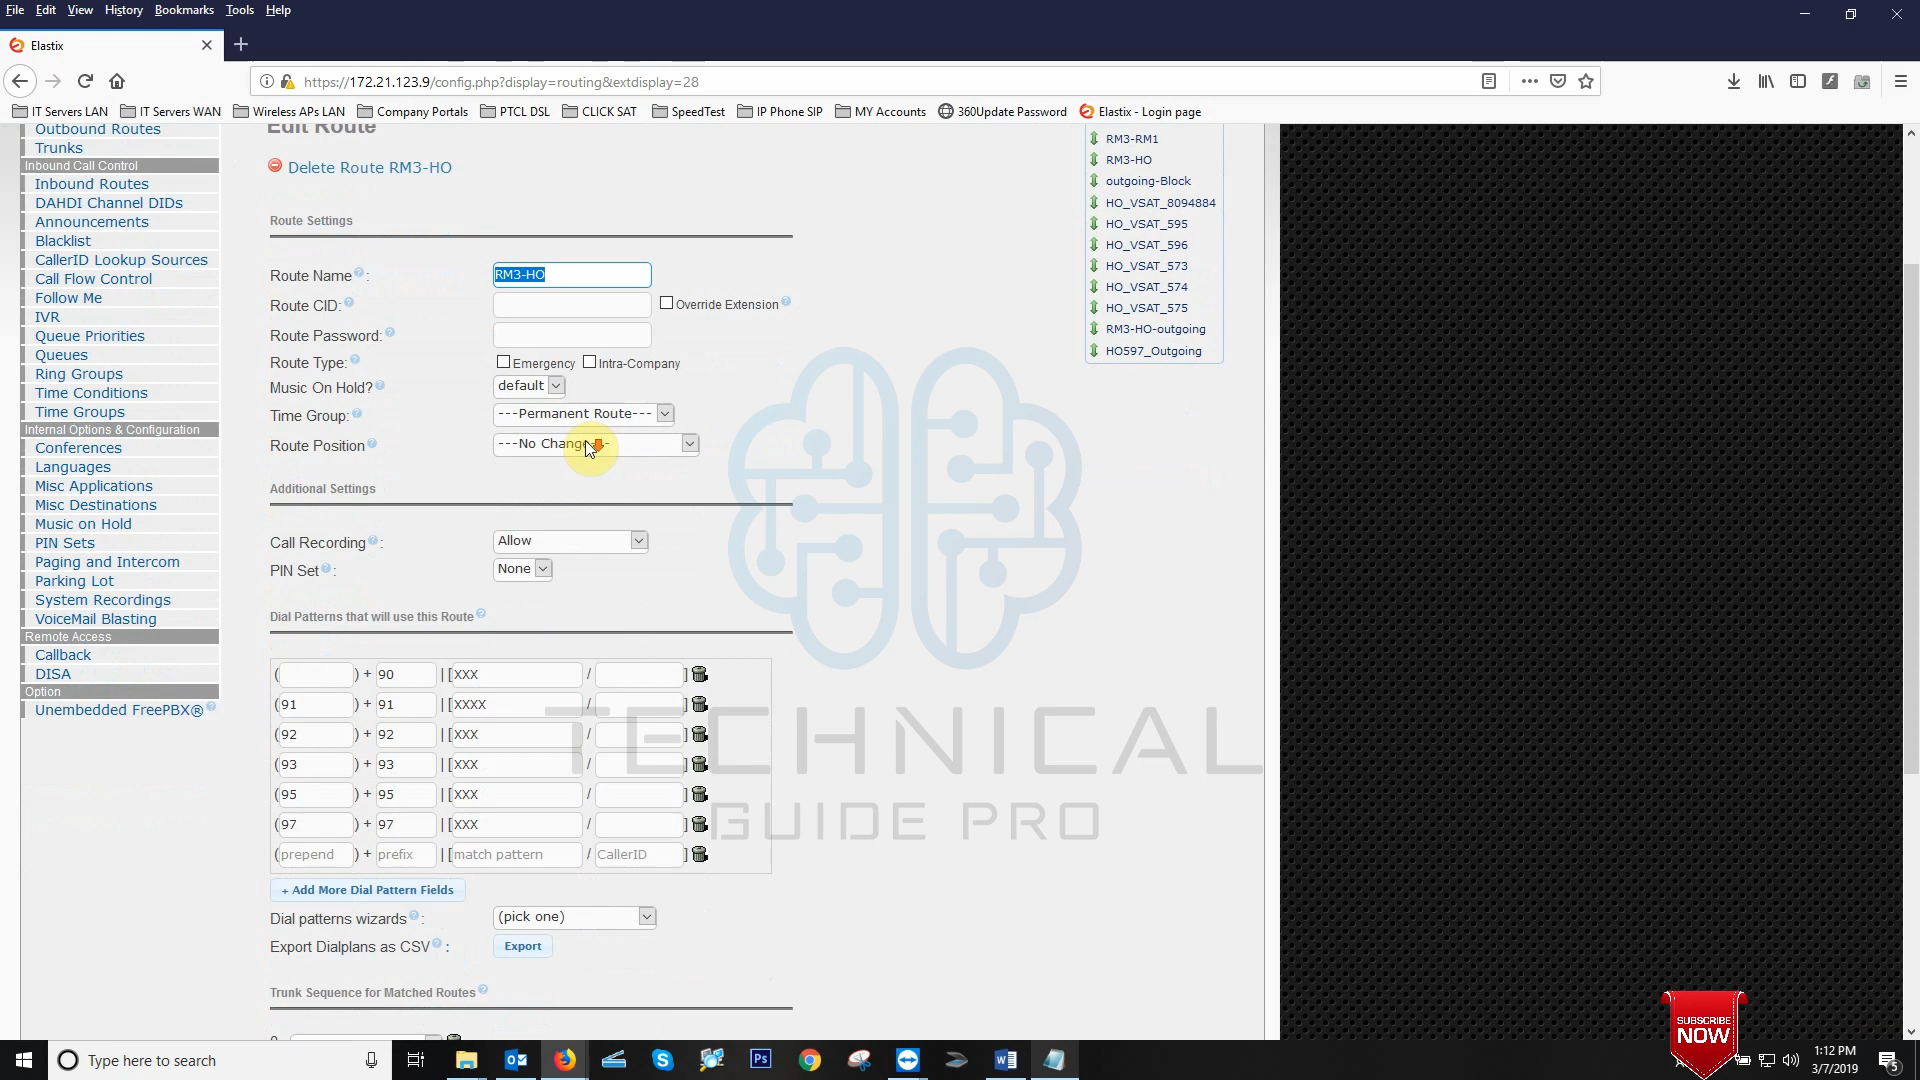 File Edit View History Bookmarks Tools Help
Elastix
https://172.21.123.9/config.php?display=routing&extdisplay=28
IT Servers LAN IT Servers WAN Wireless APs LAN Company Portals PTCL DSL CLICK SAT SpeedTest IP Phone SIP MY Accounts 360Update Password Elastix - Login page
Outbound Routes
Trunks
Inbound Call Control
Inbound Routes
DAHDI Channel DIDs
Announcements
Blacklist
CallerID Lookup Sources
Call Flow Control
Follow Me
IVR
Queue Priorities
Queues
Ring Groups
Time Conditions
Time Groups
Internal Options & Configuration
Conferences
Languages
Misc Applications
Misc Destinations
Music on Hold
PIN Sets
Paging and Intercom
Parking Lot
System Recordings
VoiceMail Blasting
Remote Access
Callback
DISA
Option
Unembedded FreePBX®
Edit Route
Delete Route RM3-HO
Route Settings
Route Name : RM3-HO
Route CID: Override Extension
Route Password:
Route Type: Emergency Intra-Company
Music On Hold? default
Time Group: ---Permanent Route---
Route Position ---No Change---
Additional Settings
Call Recording : Allow
PIN Set : None
Dial Patterns that will use this Route
( ) + 90 | [XXX / ]
(91 ) + 91 | [XXXX / ]
(92 ) + 92 | [XXX / ]
(93 ) + 93 | [XXX / ]
(95 ) + 95 | [XXX / ]
(97 ) + 97 | [XXX / ]
(prepend ) + prefix | [match pattern / CallerID ]
+ Add More Dial Pattern Fields
Dial patterns wizards : (pick one)
Export Dialplans as CSV : Export
Trunk Sequence for Matched Routes
RM3-RM1
RM3-HO
outgoing-Block
HO_VSAT_8094884
HO_VSAT_595
HO_VSAT_596
HO_VSAT_573
HO_VSAT_574
HO_VSAT_575
RM3-HO-outgoing
HO597_Outgoing
TECHNICAL
GUIDE PRO
SUBSCRIBE
NOW
Type here to search
1:12 PM
3/7/2019
5